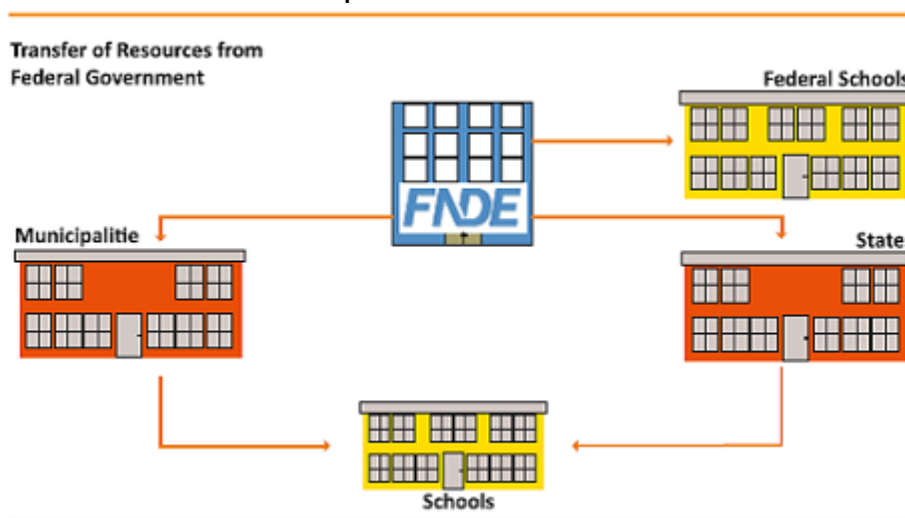 Transfer of Resources from
Federal Government
Federal Schools
FNDE
Municipalitie
State
Schools